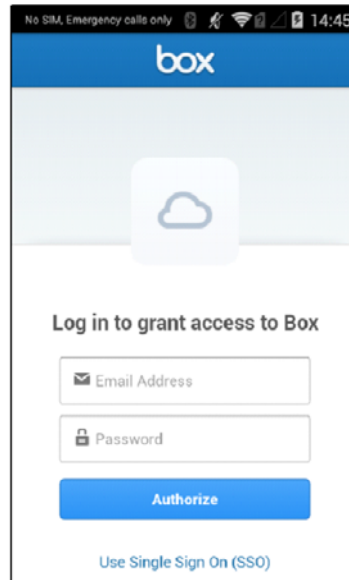 No SIM, Emergency calls only 14:45
box
Log in to grant access to Box
Email Address
Password
Authorize
Use Single Sign On (SSO)